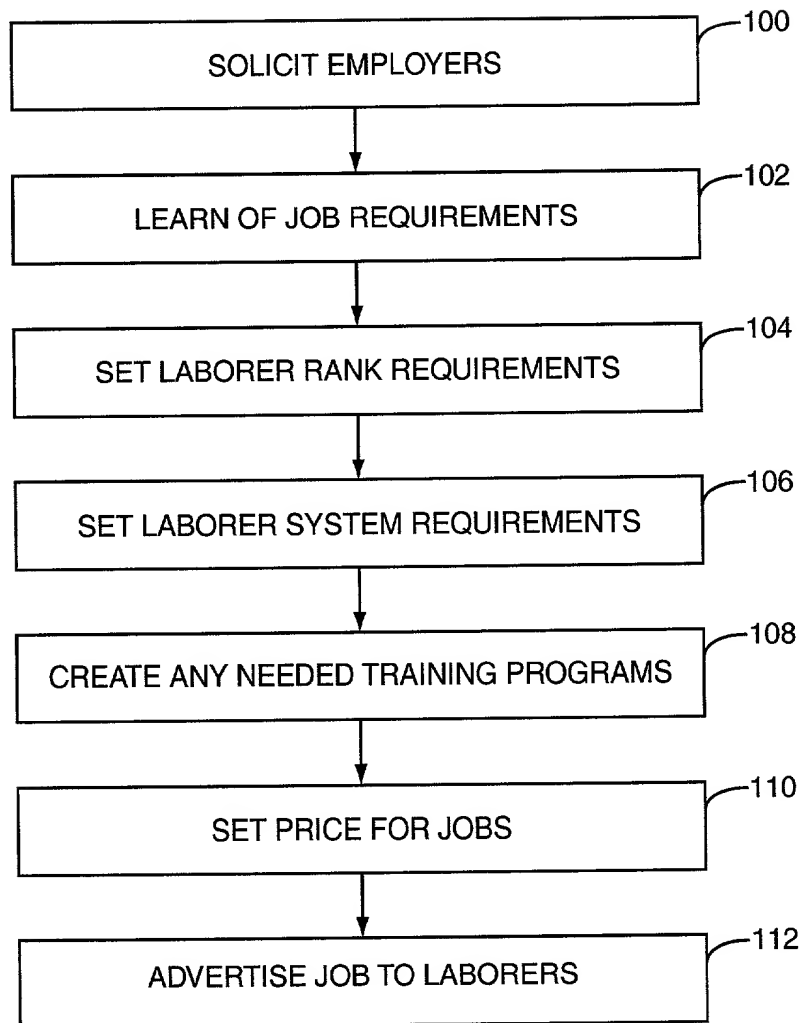 100
SOLICIT EMPLOYERS
102
LEARN OF JOB REQUIREMENTS
104
SET LABORER RANK REQUIREMENTS
106
SET LABORER SYSTEM REQUIREMENTS
108
CREATE ANY NEEDED TRAINING PROGRAMS
110
SET PRICE FOR JOBS
112
ADVERTISE JOB TO LABORERS